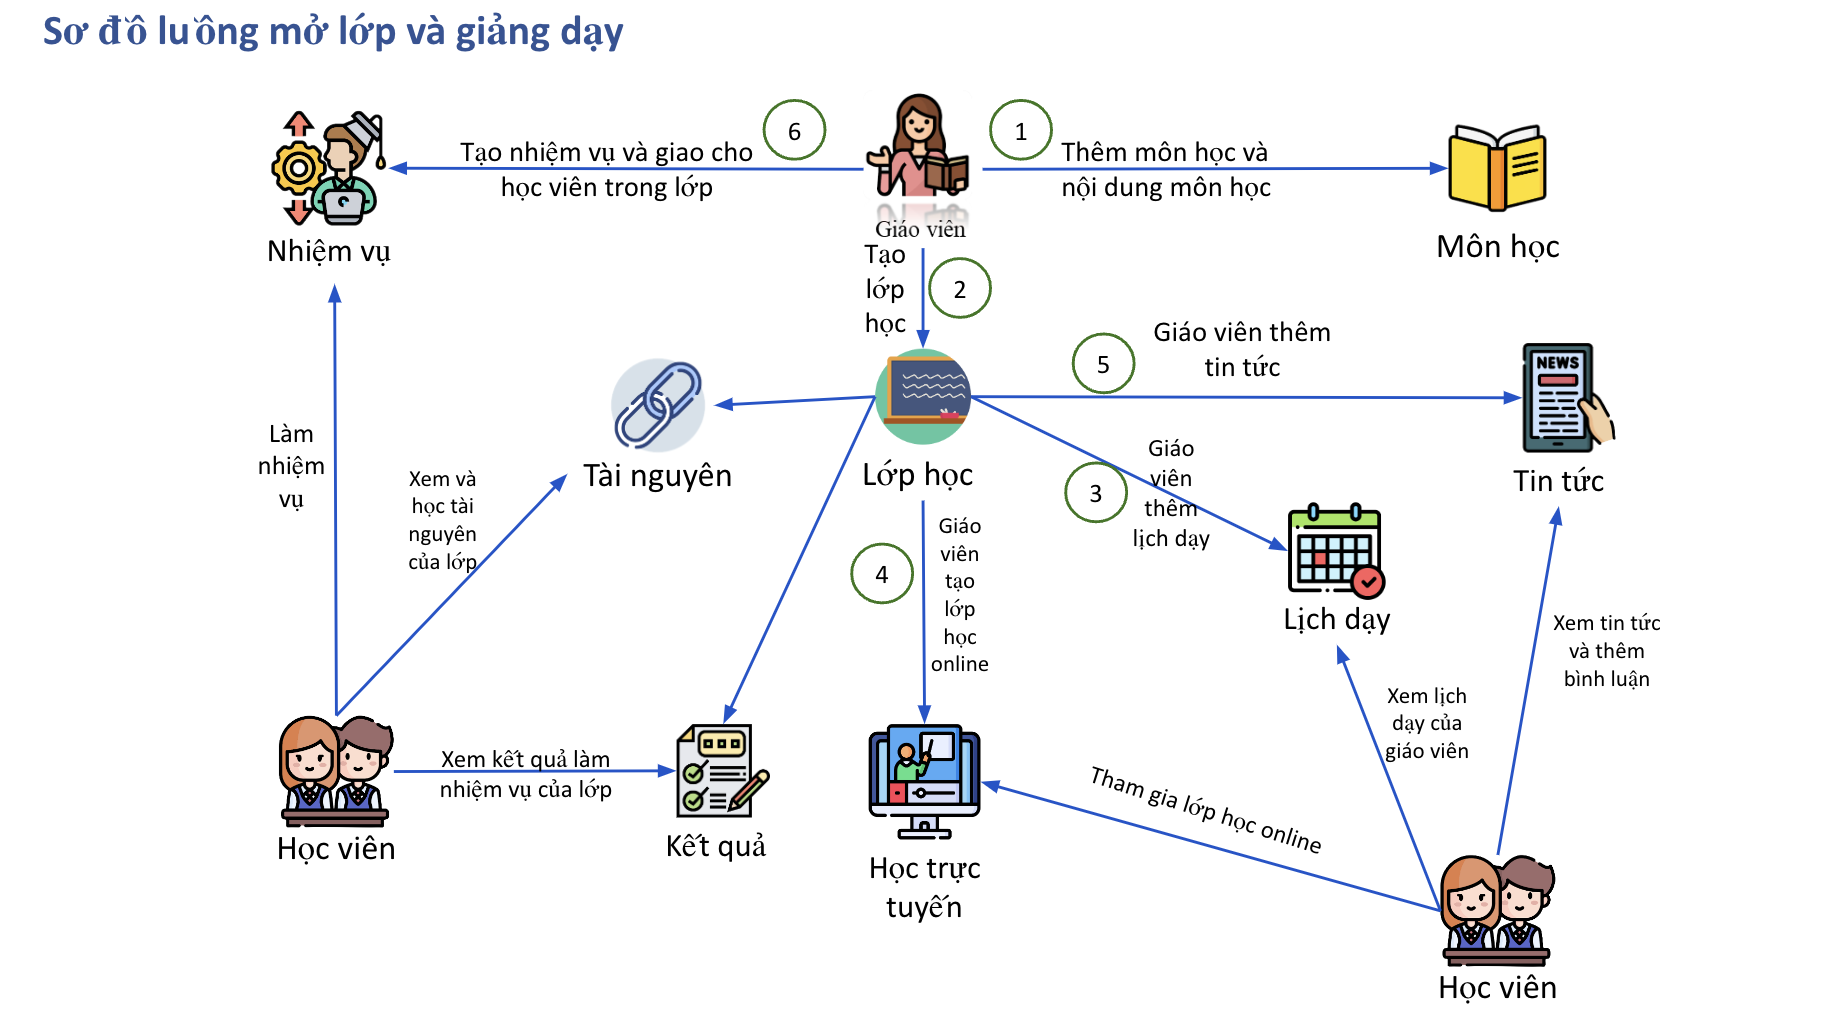 Sơ đồ luồng mở lớp và giảng dạy
6
1
Tạo nhiệm vụ và giao cho
học viên trong lớp
Thêm môn học và
nội dung môn học
Giáo viên
Nhiệm vụ
Môn học
Tạo
lớp
học
2
5
Giáo viên thêm
tin tức
NEWS
Làm
nhiệm
vụ
Xem và
học tài
nguyên
của lớp
Tài nguyên
Lớp học
3
Giáo
viên
thêm
lịch dạy
Tin tức
4
Giáo
viên
tạo
lớp
học
online
Lịch dạy
Xem tin tức
và thêm
bình luận
Xem lịch
dạy của
giáo viên
Xem kết quả làm
nhiệm vụ của lớp
Tham gia lớp học online
Học viên
Kết quả
Học trực
tuyến
Học viên